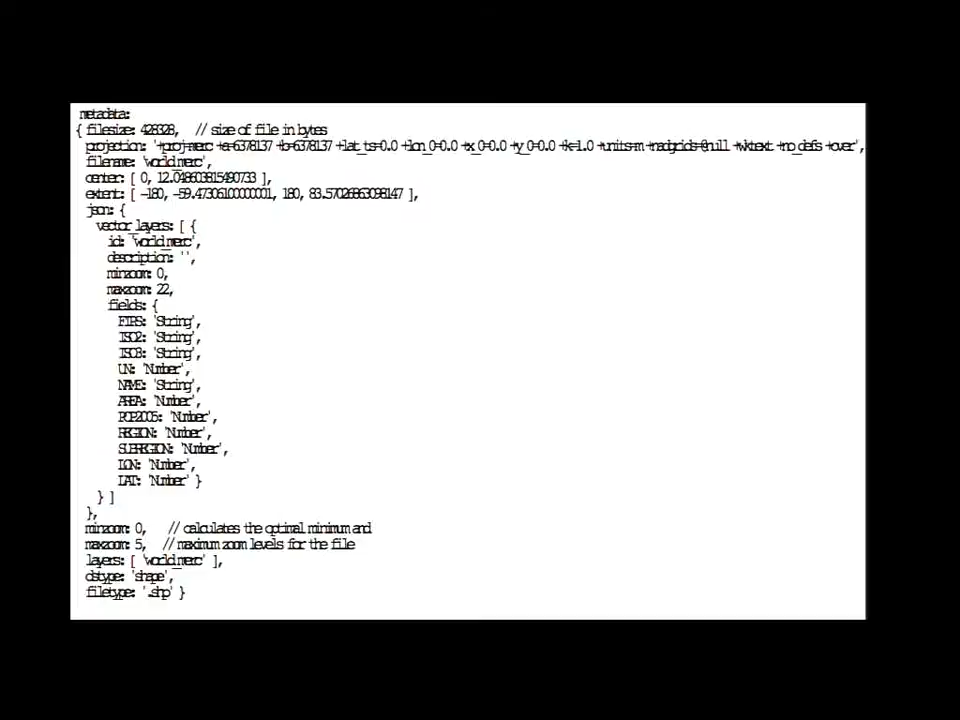 metadata:
{ filesize: 428328, // size of file in bytes
projection: '+proj=merc +a=6378137 +b=6378137 +lat_ts=0.0 +lon_0=0.0 +x_0=0.0 +y_0=0.0 +k=1.0 +units=m +nadgrids=@null +wktext +no_defs +over',
filename: 'world_merc',
center: [ 0, 12.048603815490733 ],
extent: [ -180, -59.47306100000001, 180, 83.57026863098147 ],
json: {
vector_layers: [ {
id: 'world_merc',
description: '',
minzoom: 0,
maxzoom: 22,
fields: {
FIPS: 'String',
ISO2: 'String',
ISO3: 'String',
UN: 'Number',
NAME: 'String',
AREA: 'Number',
POP2005: 'Number',
REGION: 'Number',
SUBREGION: 'Number',
LON: 'Number',
LAT: 'Number' }
} ]
},
minzoom: 0, // calculates the optimal minimum and
maxzoom: 5, // maximum zoom levels for the file
layers: [ 'world_merc' ],
dstype: 'shape',
filetype: '.shp' }